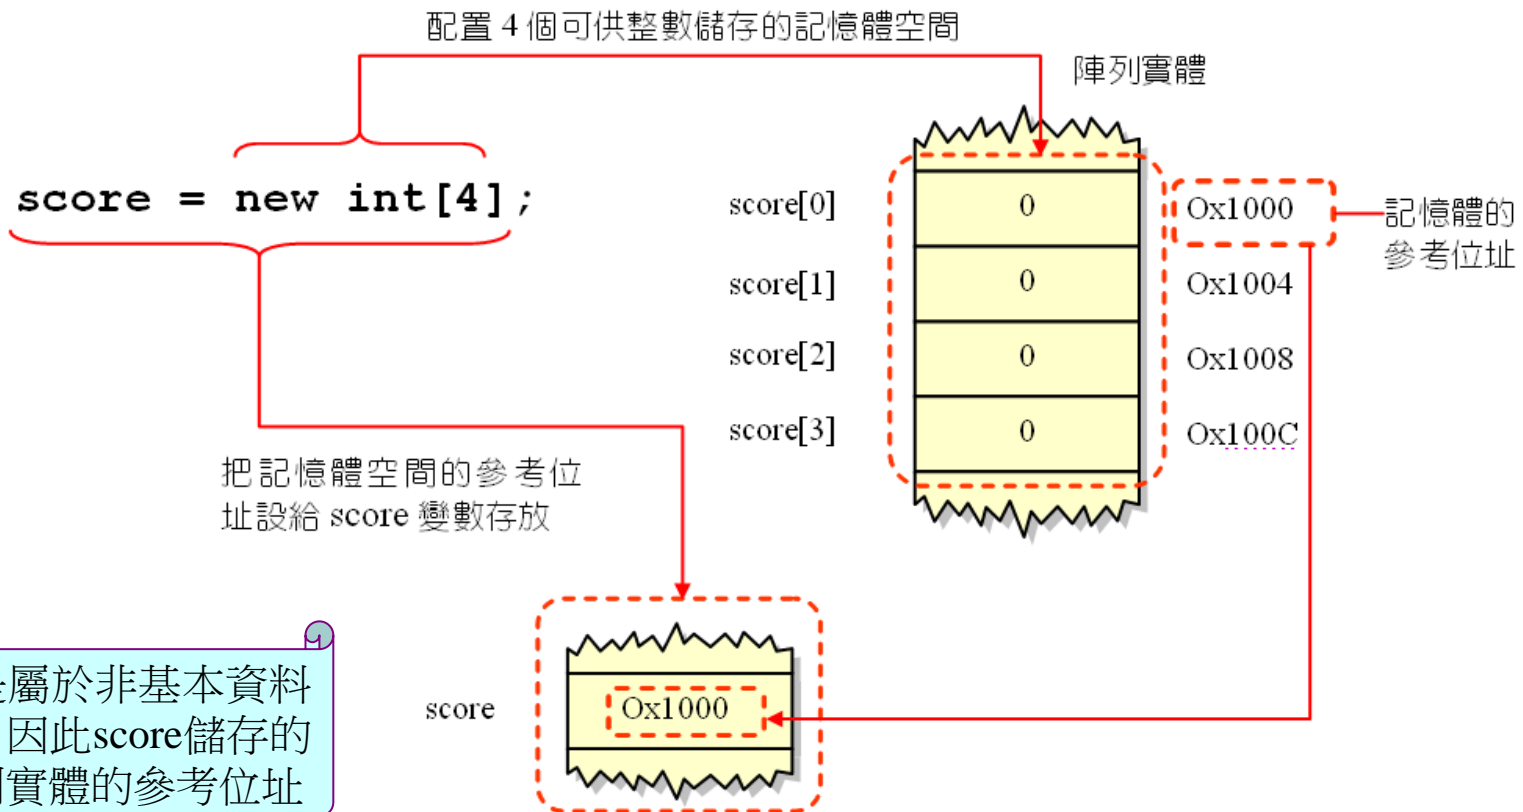 配置 4 個可供整數儲存的記憶體空間
陣列實體
score = new int[4];
score[0]
0
Ox1000
記憶體的
參考位址
score[1]
0
Ox1004
score[2]
0
Ox1008
score[3]
0
Ox100C
把記憶體空間的參考位
址設給 score 變數存放
score
Ox1000
屬於非基本資料
因此score儲存的
實體的參考位址